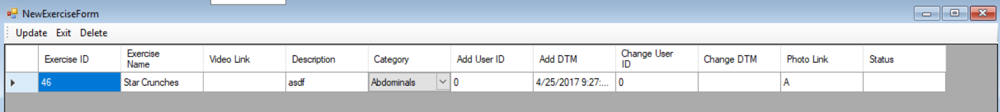 NewExerciseForm
Update Exit Delete
Exercise ID Exercise Name Video Link Description Category Add User ID Add DTM Change User ID Change DTM Photo Link Status
46 Star Crunches asdf Abdominals 0 4/25/2017 9:27:... 0 A